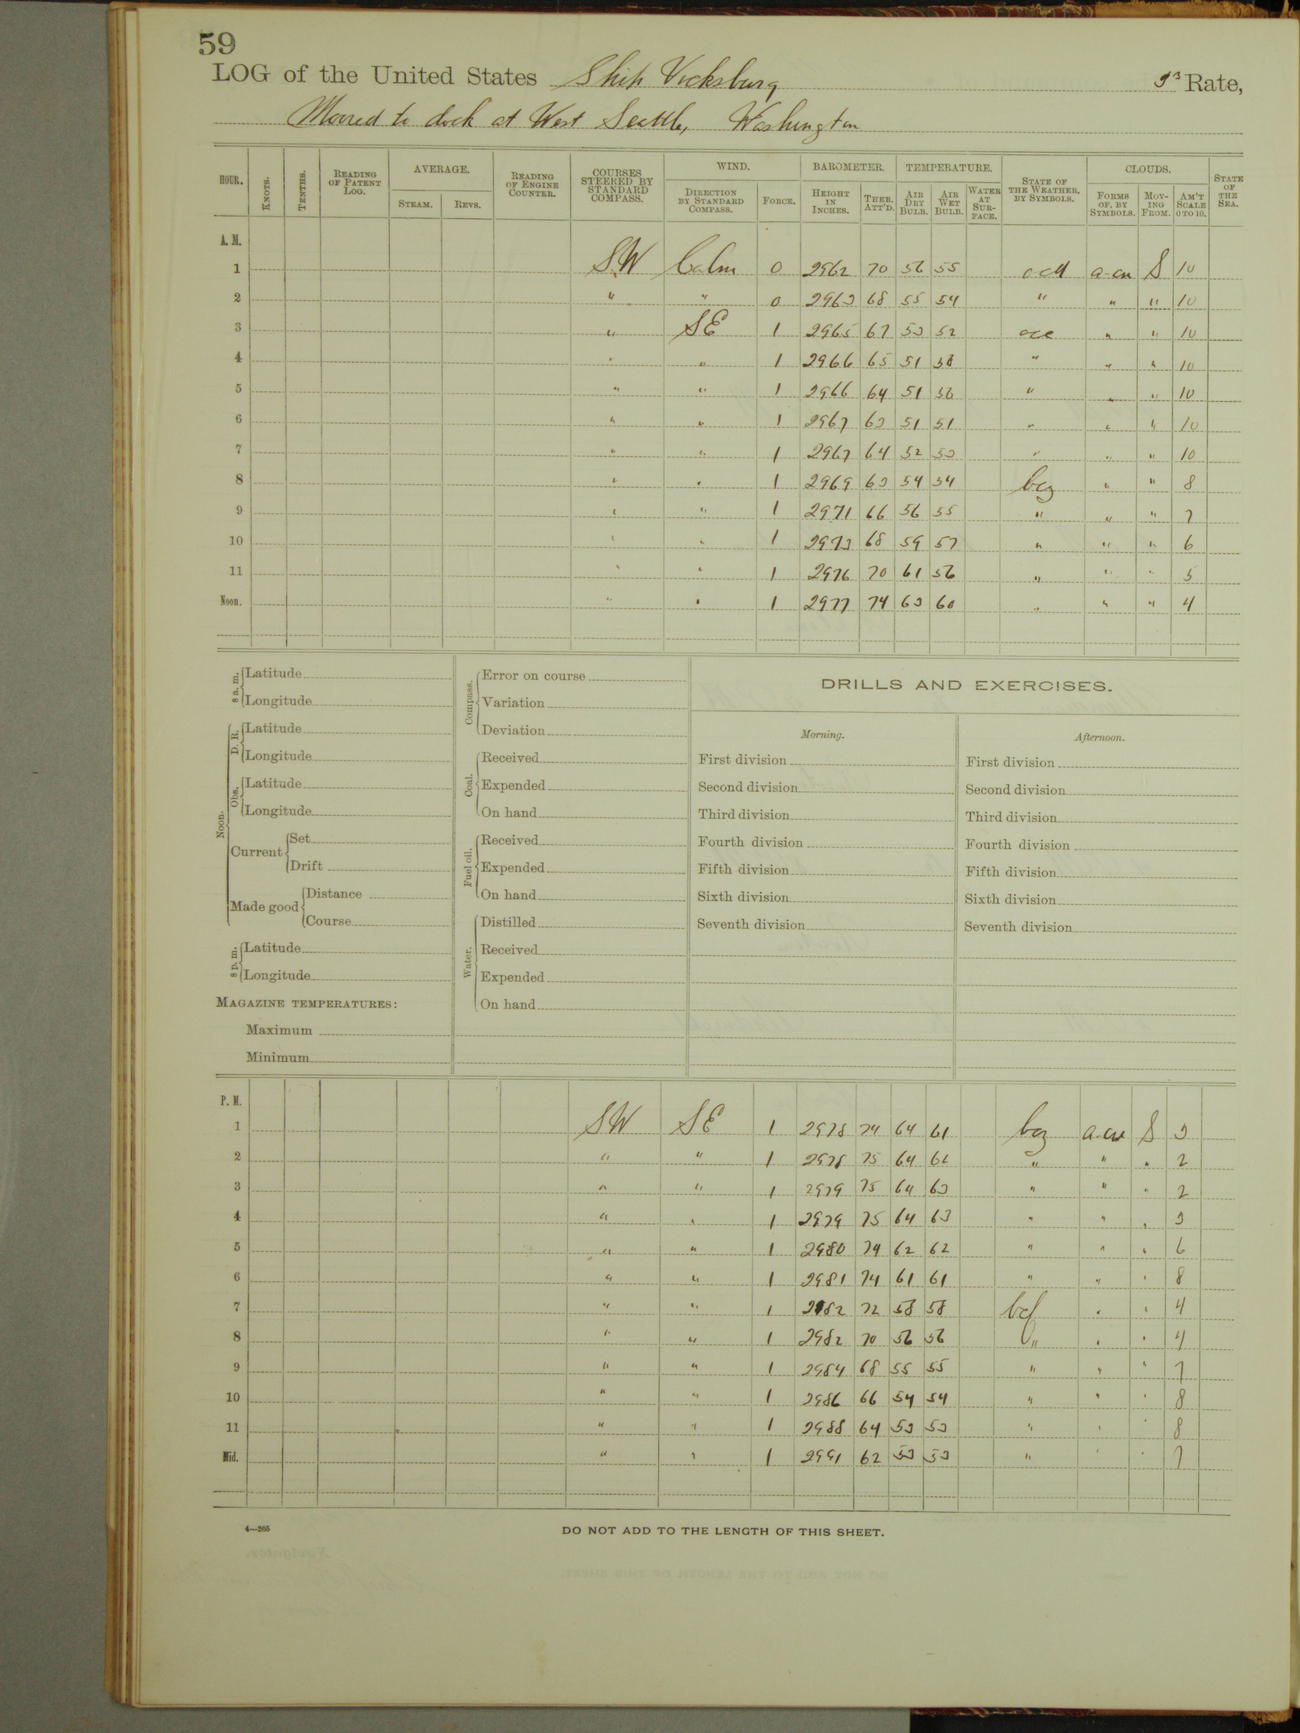 59
LOG of the United States Ship Vicksburg 3d Rate,
Moored to dock at West Seattle, Washington
HOUR. KNOTS. TENTHS. READING OF PATENT LOG. AVERAGE. STEAM. REVS. READING OF ENGINE COUNTER. COURSES STEERED BY STANDARD COMPASS. WIND. DIRECTION BY STANDARD COMPASS. FORCE. BAROMETER. HEIGHT IN INCHES. THER. ATT'D. TEMPERATURE. AIR DRY BULB. AIR WET BULB. WATER AT SURFACE. STATE OF THE WEATHER, BY SYMBOLS. CLOUDS. FORMS OF, BY SYMBOLS. MOVING FROM. AM'T SCALE 0 TO 10. STATE OF THE SEA.
A. M.
1 SW Calm 0 2962 70 56 55 a-cu S 10
2 " " 0 2963 68 55 54 " " " 10
3 " SE 1 2965 67 53 52 oce " " 10
4 " " 1 2966 65 51 50 " " " 10
5 " " 1 2966 64 51 50 " " " 10
6 " " 1 2967 63 51 51 " " " 10
7 " " 1 2967 64 52 53 " " " 10
8 " " 1 2969 63 54 54 bcz " " 8
9 " " 1 2971 66 56 55 " " " 7
10 " " 1 2973 68 59 57 " " " 6
11 " " 1 2976 70 61 56 " " " 5
Noon. " " 1 2977 74 63 60 " " " 4
8 a. m. Latitude
Longitude
Noon. D. R. Latitude
Longitude
Obs. Latitude
Longitude
Current Set
Drift
Made good Distance
Course
8 p. m. Latitude
Longitude
MAGAZINE TEMPERATURES:
Maximum
Minimum
Compass. Error on course
Variation
Deviation
Coal. Received
Expended
On hand
Fuel oil. Received
Expended
On hand
Water. Distilled
Received
Expended
On hand
DRILLS AND EXERCISES.
Morning.
First division
Second division
Third division
Fourth division
Fifth division
Sixth division
Seventh division
Afternoon.
First division
Second division
Third division
Fourth division
Fifth division
Sixth division
Seventh division
P. M.
1 SW SE 1 2978 74 64 61 bcz a-cu S 3
2 " " 1 2978 75 64 62 " " " 2
3 " " 1 2979 75 64 63 " " " 2
4 " " 1 2979 75 64 63 " " " 3
5 " " 1 2980 74 62 62 " " " 6
6 " " 1 2981 74 61 61 " " " 8
7 " " 1 2982 72 58 58 bcf " " 4
8 " " 1 2982 70 56 56 " " " 4
9 " " 1 2984 68 55 55 " " " 7
10 " " 1 2986 66 54 54 " " " 8
11 " " 1 2988 64 53 53 " " " 8
Mid. " " 1 2991 62 53 53 " " " 7
4—265
DO NOT ADD TO THE LENGTH OF THIS SHEET.